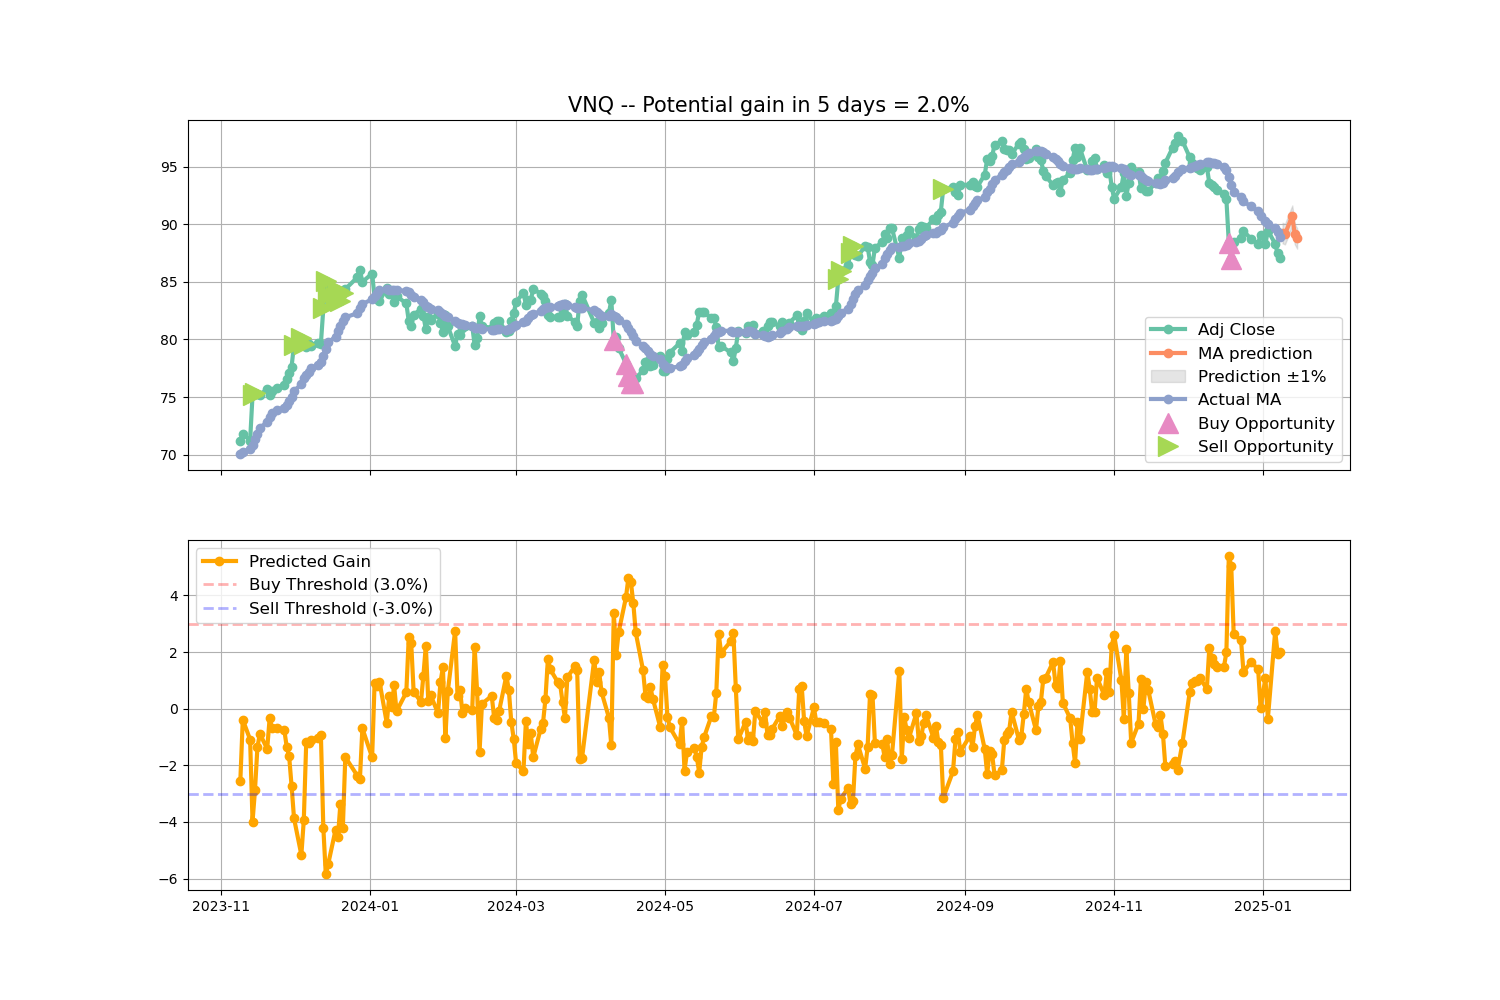 VNQ -- Potential gain in 5 days = 2.0%
95
90
85
80
75
70
Adj Close
MA prediction
Prediction ±1%
Actual MA
Buy Opportunity
Sell Opportunity
Predicted Gain
Buy Threshold (3.0%)
Sell Threshold (-3.0%)
4
2
0
−2
−4
−6
2023-11 2024-01 2024-03 2024-05 2024-07 2024-09 2024-11 2025-01